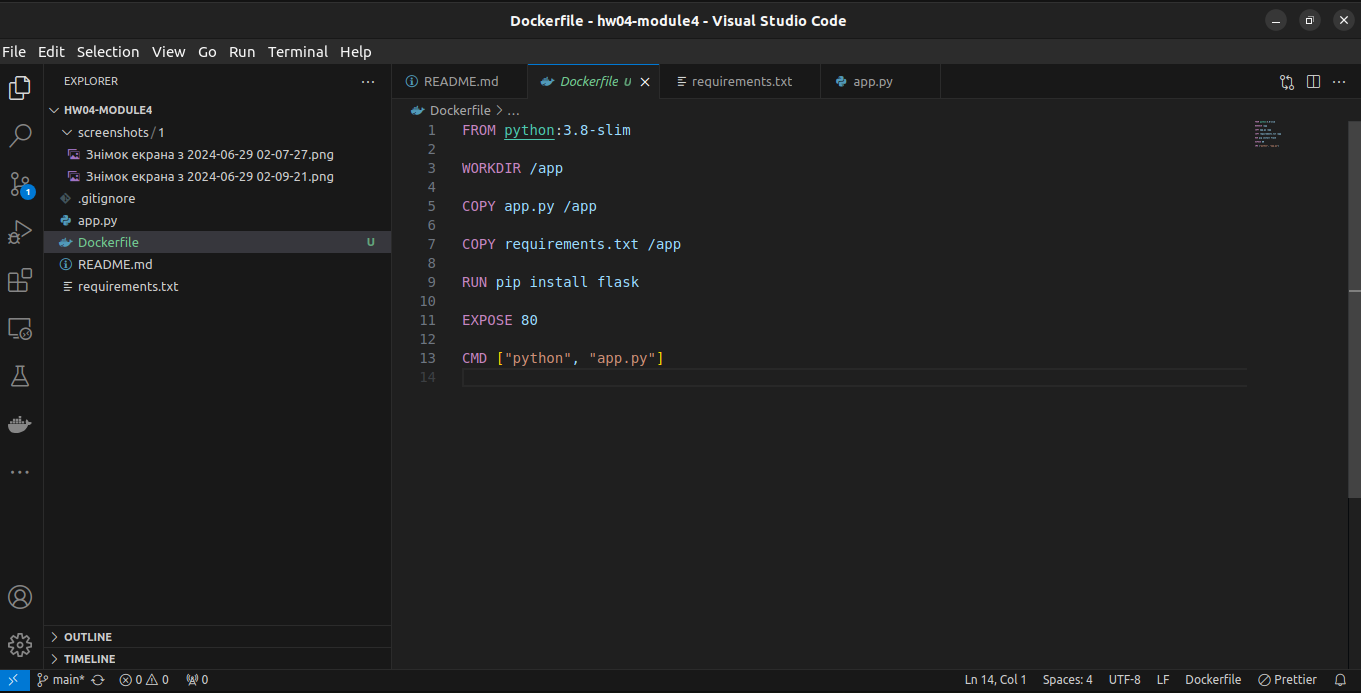 Dockerfile - hw04-module4 - Visual Studio Code
File Edit Selection View Go Run Terminal Help
EXPLORER
HW04-MODULE4
screenshots / 1
Знімок екрана з 2024-06-29 02-07-27.png
Знімок екрана з 2024-06-29 02-09-21.png
.gitignore
app.py
Dockerfile U
README.md
requirements.txt
OUTLINE
TIMELINE
1
README.md Dockerfile U requirements.txt app.py
Dockerfile > ...
1 FROM python:3.8-slim
2
3 WORKDIR /app
4
5 COPY app.py /app
6
7 COPY requirements.txt /app
8
9 RUN pip install flask
10
11 EXPOSE 80
12
13 CMD ["python", "app.py"]
14
main* 0 0 0 Ln 14, Col 1 Spaces: 4 UTF-8 LF Dockerfile Prettier